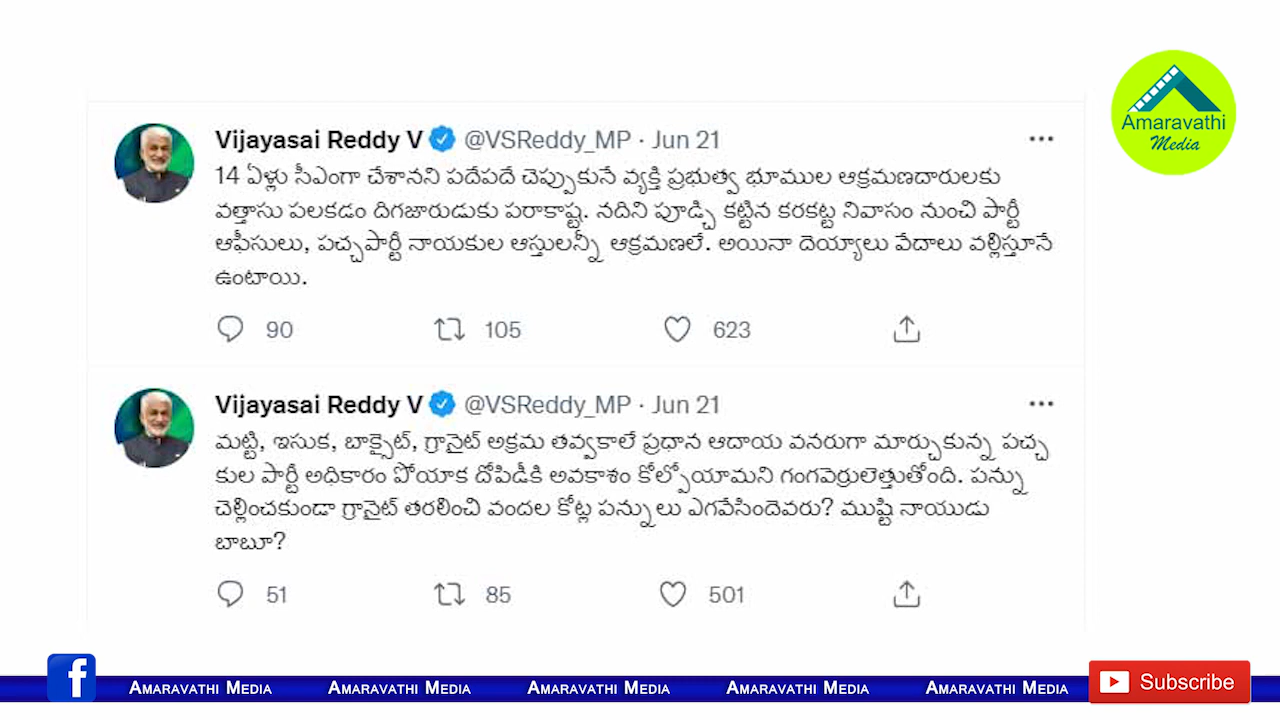 Amaravathi
Media
Vijayasai Reddy V @VSReddy_MP · Jun 21
14 ఏళ్లు సీఎంగా చేశానని పదేపదే చెప్పుకునే వ్యక్తి ప్రభుత్వ భూముల ఆక్రమణదారులకు
వత్తాసు పలకడం దిగజారుడుకు పరాకాష్ట. నదిని పూడ్చి కట్టిన కరకట్ట నివాసం నుంచి పార్టీ
ఆఫీసులు, పచ్చపార్టీ నాయకుల ఆస్తులన్నీ ఆక్రమణలే. అయినా దెయ్యాలు వేదాలు వల్లిస్తూనే
ఉంటాయి.
90 105 623
Vijayasai Reddy V @VSReddy_MP · Jun 21
మట్టి, ఇసుక, బాక్సైట్, గ్రానైట్ అక్రమ తవ్వకాలే ప్రధాన ఆదాయ వనరుగా మార్చుకున్న పచ్చ
కుల పార్టీ అధికారం పోయాక దోపిడీకి అవకాశం కోల్పోయామని గంగవెర్రులెత్తుతోంది. పన్ను
చెల్లించకుండా గ్రానైట్ తరలించి వందల కోట్ల పన్నులు ఎగవేసిందెవరు? ముష్టి నాయుడు
బాబూ?
51 85 501
f Amaravathi Media Amaravathi Media Amaravathi Media Amaravathi Media Amaravathi Media Subscribe